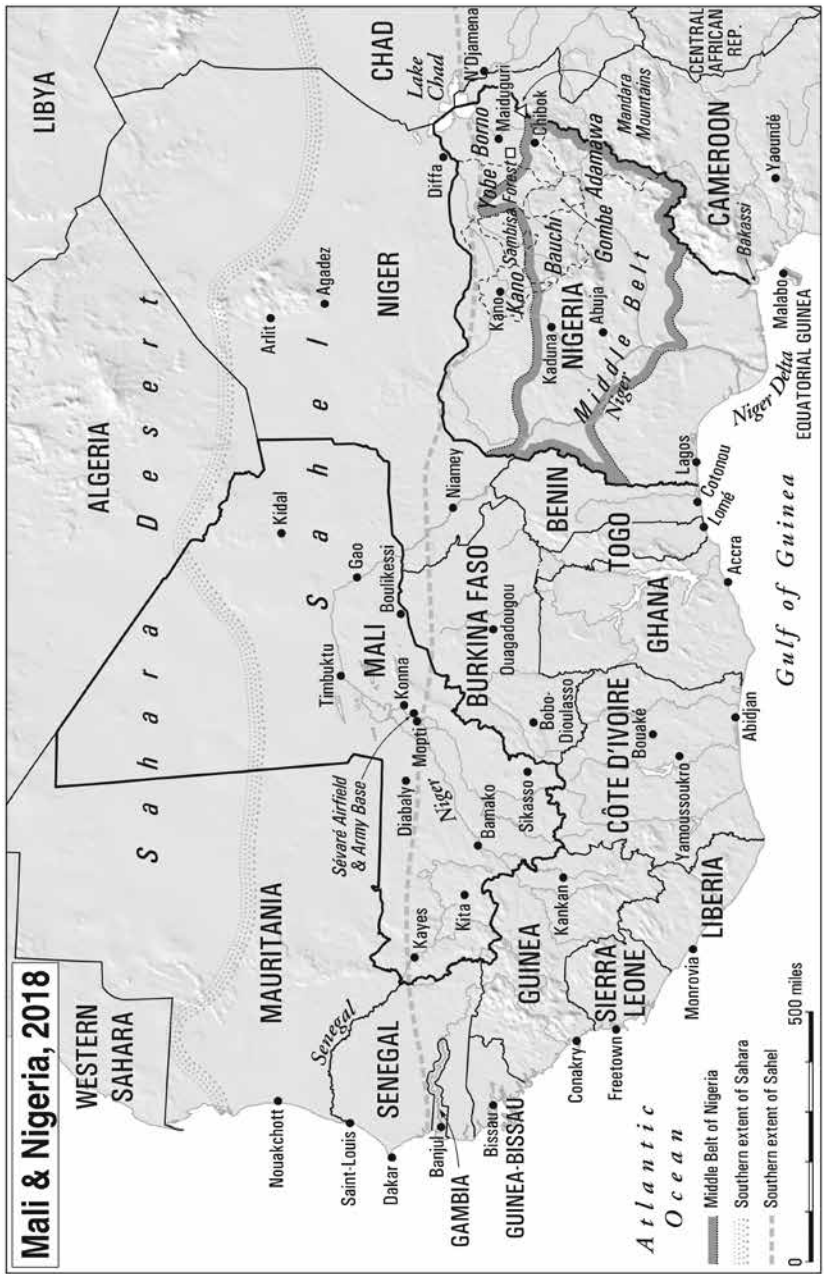 Mali & Nigeria, 2018
WESTERN
SAHARA
ALGERIA
LIBYA
Sahara Desert
MAURITANIA
Nouakchott
Saint-Louis
Senegal
Dakar
SENEGAL
Banjul
GAMBIA
Bissau
GUINEA-BISSAU
Kayes
Kita
Sévaré Airfield
& Army Base
Diabaly
Niger
Bamako
Sikasso
Mopti
Konna
Timbuktu
MALI
Boulikessi
Gao
Kidal
Sahel
Arlit
Agadez
NIGER
Niamey
Diffa
Lake
Chad
CHAD
N'Djamena
GUINEA
Kankan
Conakry
SIERRA
LEONE
Freetown
Monrovia
LIBERIA
CÔTE D'IVOIRE
Bouaké
Yamoussoukro
Abidjan
Bobo-
Dioulasso
BURKINA FASO
Ouagadougou
GHANA
Accra
TOGO
Lomé
BENIN
Cotonou
Lagos
Kano
Kano
Yobe
Borno
Maiduguri
Sambisa Forest
Chibok
Mandara
Mountains
Bauchi
Gombe
Adamawa
Kaduna
NIGERIA
Abuja
Middle Belt
Niger
Niger Delta
Bakassi
CAMEROON
Yaoundé
CENTRAL
AFRICAN
REP.
Malabo
EQUATORIAL GUINEA
Gulf of Guinea
Atlantic
Ocean
Middle Belt of Nigeria
Southern extent of Sahara
Southern extent of Sahel
0
500 miles